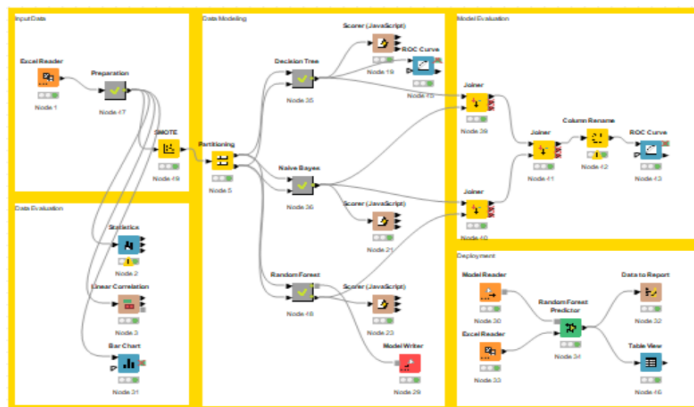 Input Data
Excel Reader
Node 1
Preparation
Node 47
SMOTE
Node 49
Data Evaluation
Statistics
Node 2
Linear Correlation
Node 3
Bar Chart
Node 31
Data Modeling
Partitioning
Node 5
Decision Tree
Node 35
Scorer (JavaScript)
Node 19
ROC Curve
Naive Bayes
Node 36
Scorer (JavaScript)
Node 21
Random Forest
Node 48
Scorer (JavaScript)
Node 23
Model Writer
Node 29
Model Evaluation
Joiner
Node 39
Joiner
Node 40
Joiner
Node 41
Column Rename
Node 42
ROC Curve
Node 43
Deployment
Model Reader
Node 30
Excel Reader
Node 33
Random Forest
Predictor
Node 34
Data to Report
Node 32
Table View
Node 46